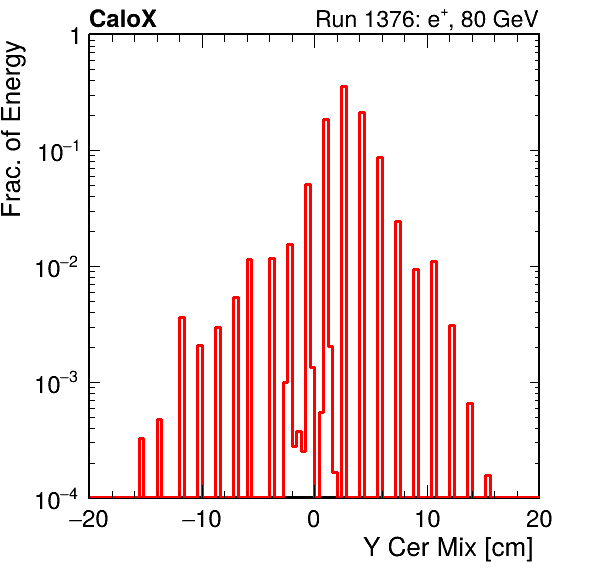 CaloX Run 1376: e⁺, 80 GeV
Frac. of Energy
1
10⁻¹
10⁻²
10⁻³
10⁻⁴
−20 −10 0 10 20
Y Cer Mix [cm]